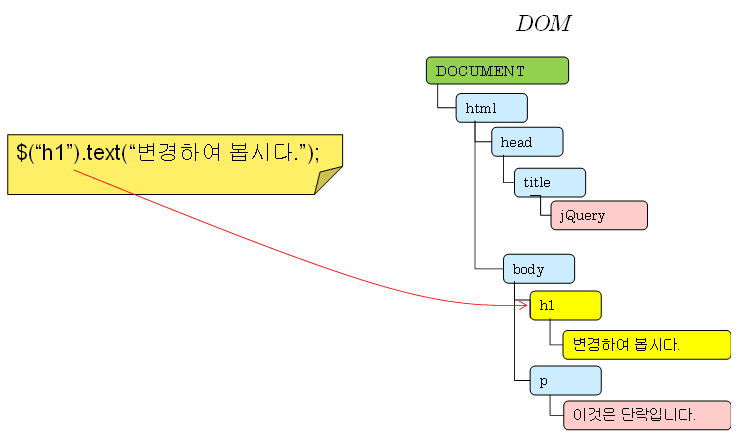 DOM
DOCUMENT
html
head
$(“h1”).text(“변경하여 봅시다.”);
title
jQuery
body
h1
변경하여 봅시다.
p
이것은 단락입니다.